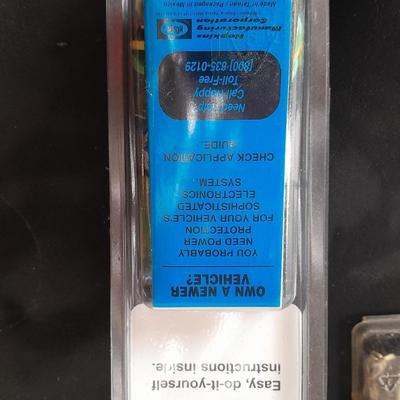 Easy, do-it-yourself
instructions inside.
OWN A NEWER
VEHICLE?
YOU PROBABLY
NEED POWER
PROTECTION
FOR YOUR VEHICLE'S
SOPHISTICATED
ELECTRONICS
SYSTEM...
CHECK APPLICATION
GUIDE.
Need Help?
Call Hoppy
Toll-Free
(800)-835-0129
Hopkins
Manufacturing
Corporation
Made in Taiwan / Packaged in Mexico